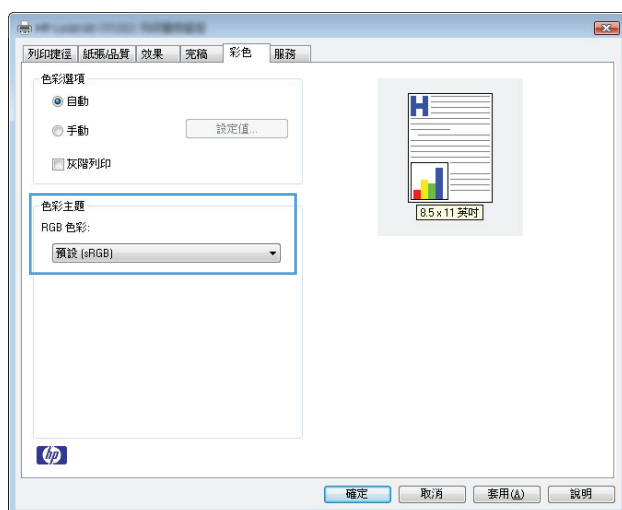 列印捷徑 紙張/品質 效果 完稿 彩色 服務
色彩選項
自動
手動 設定值...
灰階列印
色彩主題
RGB 色彩:
預設 (sRGB)
H
8.5 x 11 英吋
hp
確定 取消 套用(A) 說明